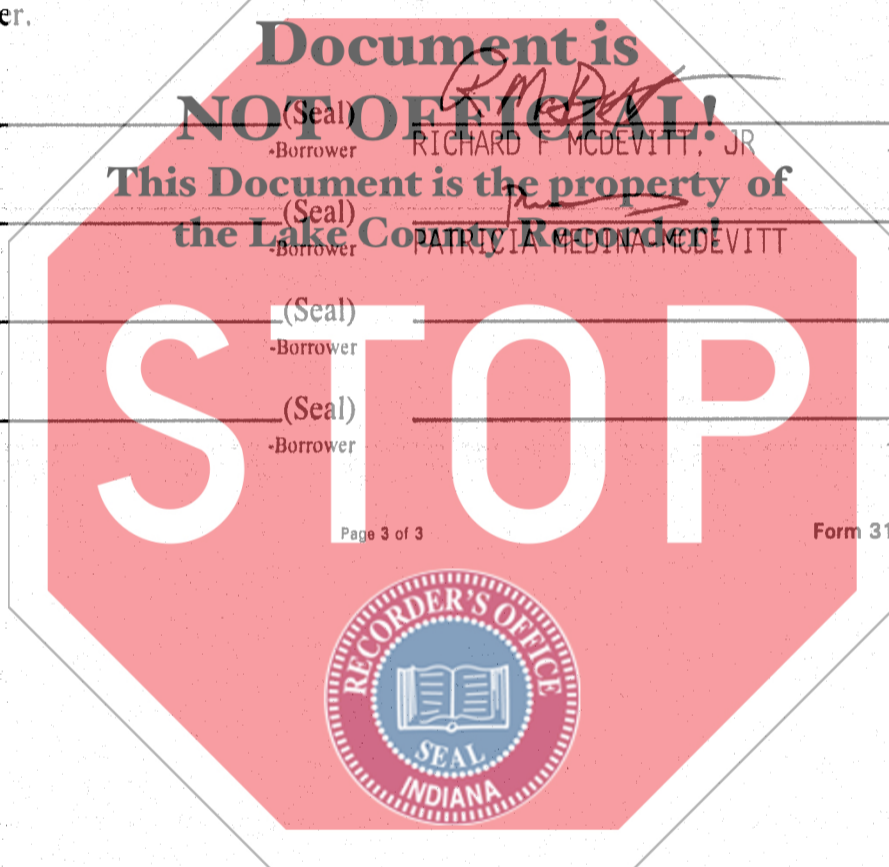 er.
Document is
NOT OFFICIAL!
This Document is the property of
the Lake County Recorder!
(Seal)
-Borrower
RICHARD F MCDEVITT, JR
(Seal)
-Borrower
PATRICIA MEDINA-MCDEVITT
(Seal)
-Borrower
(Seal)
-Borrower
STOP
Page 3 of 3
Form 31
RECORDER'S OFFICE
SEAL
INDIANA